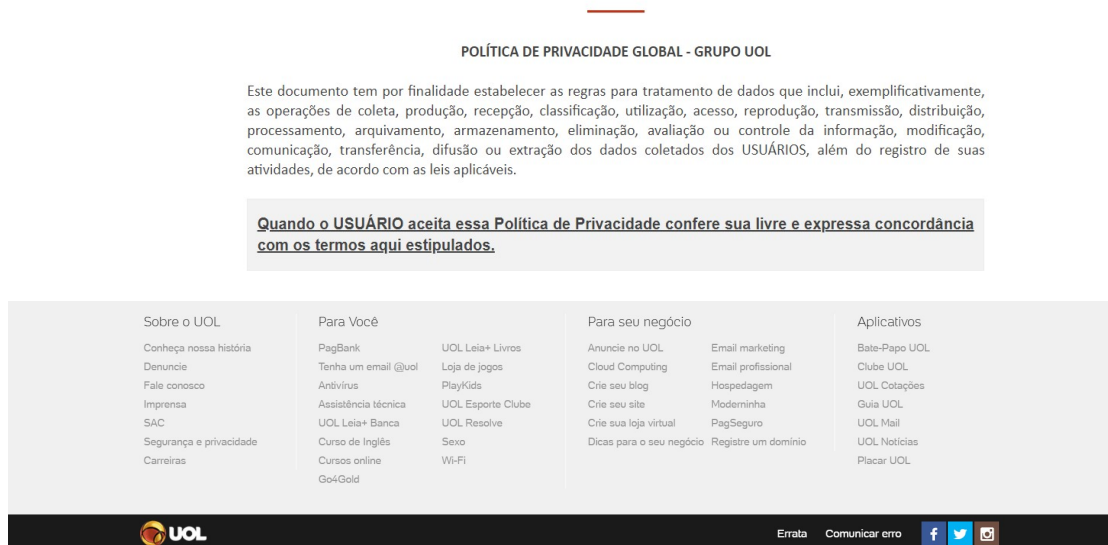 POLÍTICA DE PRIVACIDADE GLOBAL - GRUPO UOL
Este documento tem por finalidade estabelecer as regras para tratamento de dados que inclui, exemplificativamente,
as operações de coleta, produção, recepção, classificação, utilização, acesso, reprodução, transmissão, distribuição,
processamento, arquivamento, armazenamento, eliminação, avaliação ou controle da informação, modificação,
comunicação, transferência, difusão ou extração dos dados coletados dos USUÁRIOS, além do registro de suas
atividades, de acordo com as leis aplicáveis.
Quando o USUÁRIO aceita essa Política de Privacidade confere sua livre e expressa concordância
com os termos aqui estipulados.
Sobre o UOL
Conheça nossa história
Denuncie
Fale conosco
Imprensa
SAC
Segurança e privacidade
Carreiras
Para Você
PagBank
Tenha um email @uol
Antivírus
Assistência técnica
UOL Leia+ Banca
Curso de Inglês
Cursos online
Go4Gold
UOL Leia+ Livros
Loja de jogos
PlayKids
UOL Esporte Clube
UOL Resolve
Sexo
Wi-Fi
Para seu negócio
Anuncie no UOL
Cloud Computing
Crie seu blog
Crie seu site
Crie sua loja virtual
Dicas para o seu negócio
Email marketing
Email profissional
Hospedagem
Moderninha
PagSeguro
Registre um domínio
Aplicativos
Bate-Papo UOL
Clube UOL
UOL Cotações
Guia UOL
UOL Mail
UOL Notícias
Placar UOL
UOL
Errata
Comunicar erro